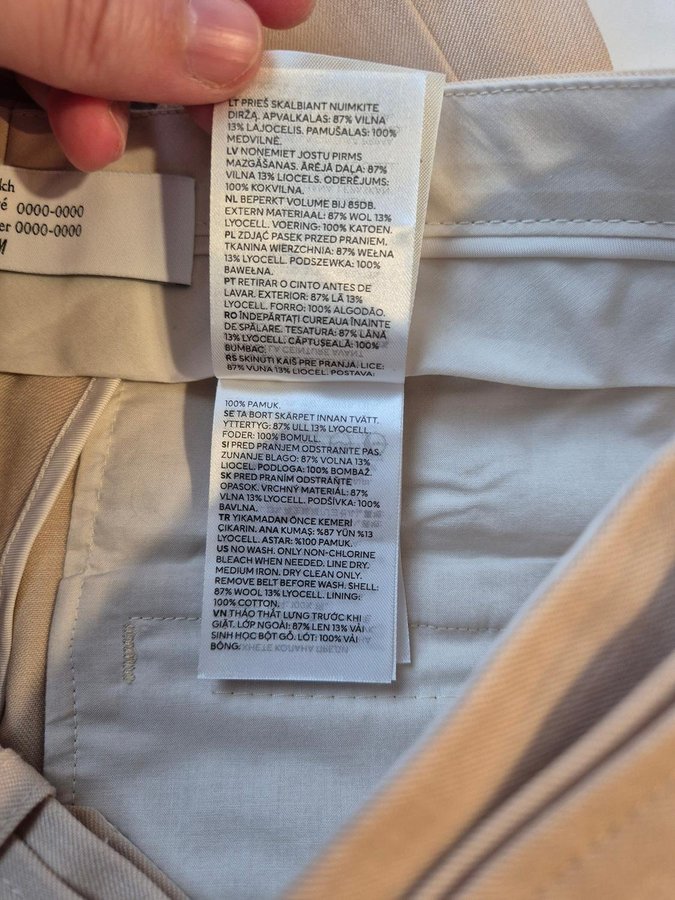 ch
é 0000-0000
er 0000-0000
M
LT PRIEŠ SKALBIANT NUIMKITE
DIRŽĄ. APVALKALAS: 87% VILNA
13% LAJOCELIS. PAMUŠALAS: 100%
MEDVILNĖ.
LV NOŅEMIET JOSTU PIRMS
MAZGĀŠANAS. ĀRĒJĀ DAĻA: 87%
VILNA 13% LIOCELS. ODERĒJUMS:
100% KOKVILNA.
NL BEPERKT VOLUME BIJ 85DB.
EXTERN MATERIAAL: 87% WOL 13%
LYOCELL. VOERING: 100% KATOEN.
PL ZDJĄĆ PASEK PRZED PRANIEM.
TKANINA WIERZCHNIA: 87% WEŁNA
13% LYOCELL. PODSZEWKA: 100%
BAWEŁNA.
PT RETIRAR O CINTO ANTES DE
LAVAR. EXTERIOR: 87% LÃ 13%
LYOCELL. FORRO: 100% ALGODÃO.
RO ÎNDEPĂRTAȚI CUREAUA ÎNAINTE
DE SPĂLARE. ȚESATURA: 87% LÂNĂ
13% LYOCELL. CĂPTUȘEALĂ: 100%
BUMBAC.
RS SKINUTI KAIŠ PRE PRANJA. LICE:
87% VUNA 13% LIOCEL. POSTAVA:
100% PAMUK.
SE TA BORT SKÄRPET INNAN TVÄTT.
YTTERTYG: 87% ULL 13% LYOCELL.
FODER: 100% BOMULL.
SI PRED PRANJEM ODSTRANITE PAS.
ZUNANJE BLAGO: 87% VOLNA 13%
LIOCEL. PODLOGA: 100% BOMBAŽ.
SK PRED PRANÍM ODSTRÁŇTE
OPASOK. VRCHNÝ MATERIÁL: 87%
VLNA 13% LYOCELL. PODŠÍVKA: 100%
BAVLNA.
TR YIKAMADAN ÖNCE KEMERİ
ÇIKARIN. ANA KUMAŞ: %87 YÜN %13
LYOCELL. ASTAR: %100 PAMUK.
US NO WASH. ONLY NON-CHLORINE
BLEACH WHEN NEEDED. LINE DRY.
MEDIUM IRON. DRY CLEAN ONLY.
REMOVE BELT BEFORE WASH. SHELL:
87% WOOL 13% LYOCELL. LINING:
100% COTTON.
VN THÁO THẮT LƯNG TRƯỚC KHI
GIẶT. LỚP NGOÀI: 87% LEN 13% VẢI
SINH HỌC BỘT GỖ. LÓT: 100% VẢI
BÔNG.